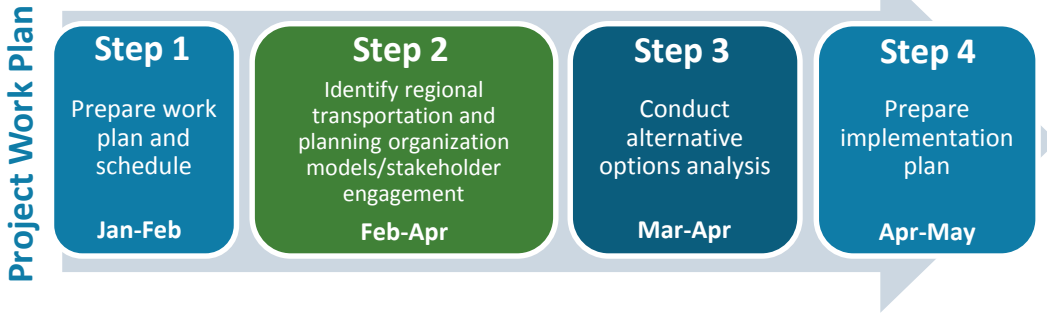 Project Work Plan
Step 1
Prepare work
plan and
schedule
Jan-Feb
Step 2
Identify regional
transportation and
planning organization
models/stakeholder
engagement
Feb-Apr
Step 3
Conduct
alternative
options analysis
Mar-Apr
Step 4
Prepare
implementation
plan
Apr-May